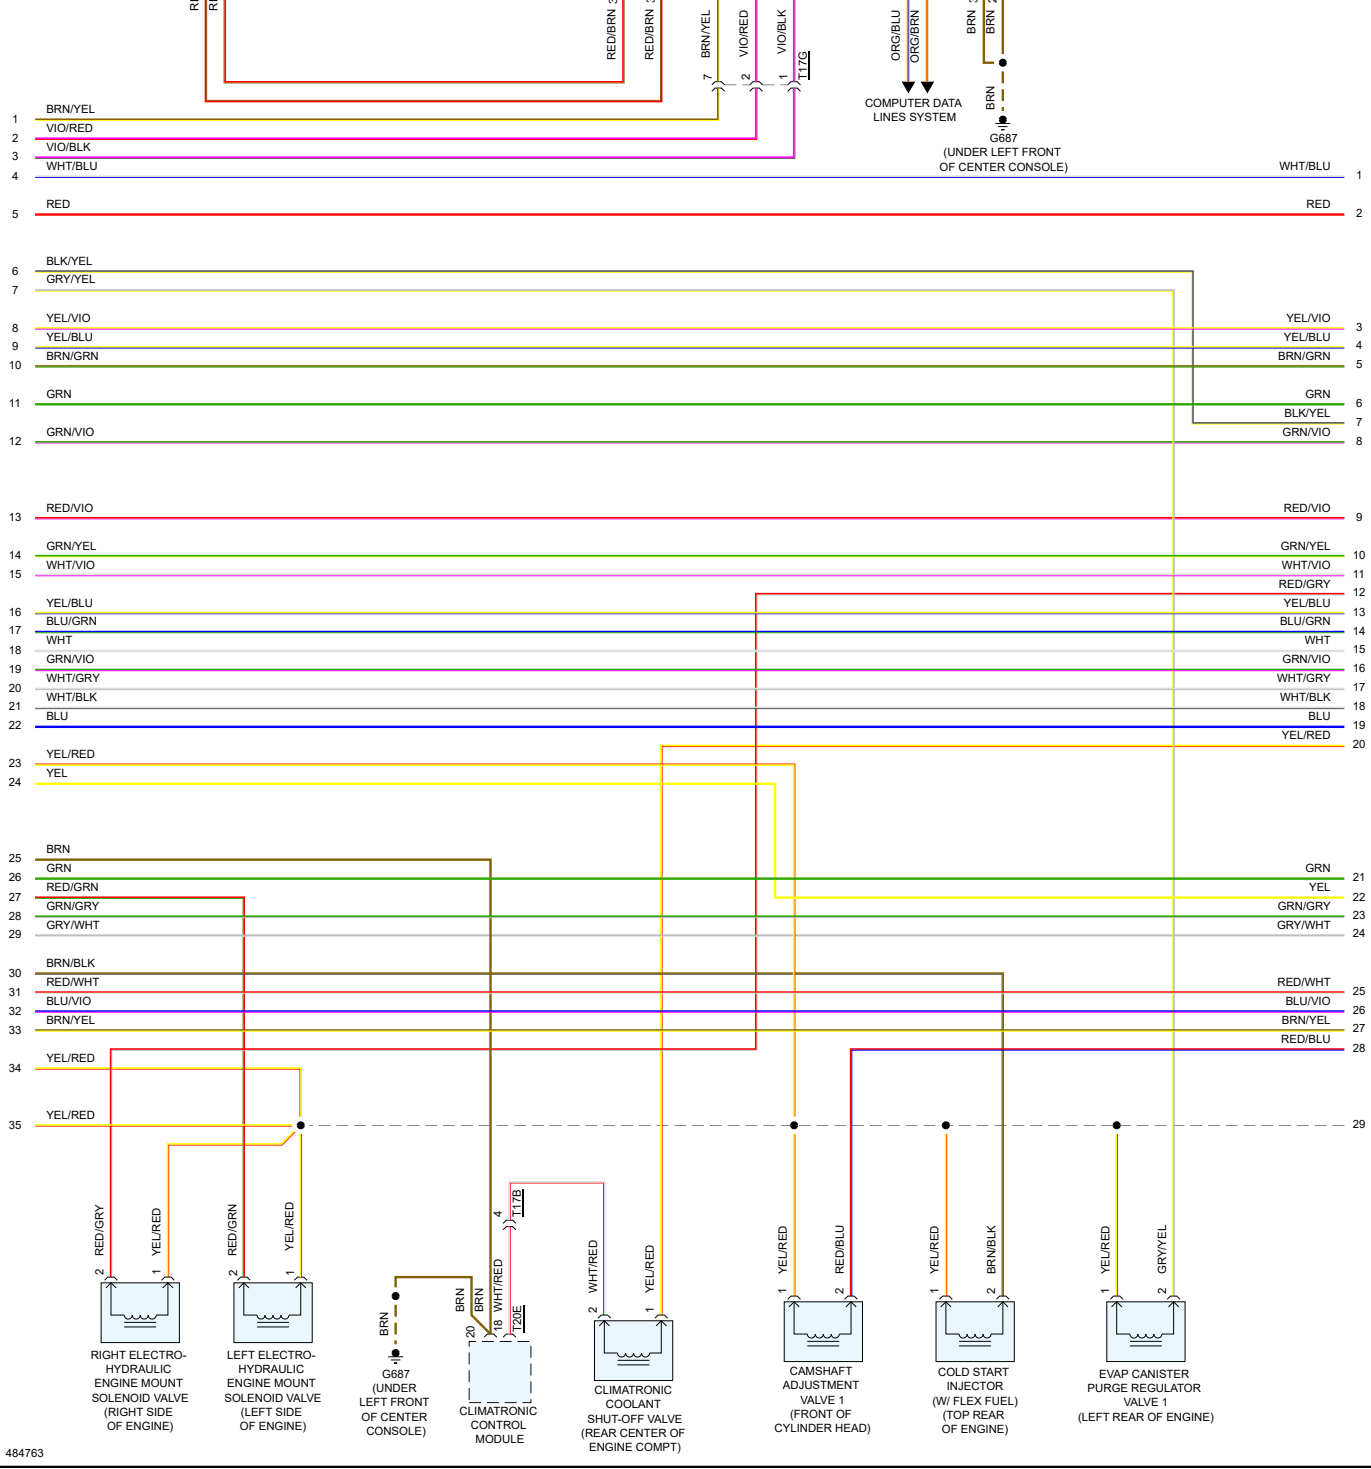 RED/BRN 3
RED/BRN 3
BRN/YEL
VIO/RED
VIO/BLK
ORG/BLU
ORG/BRN
BRN
BRN 2
7
2
1
T17G
COMPUTER DATA
LINES SYSTEM
BRN
G687
(UNDER LEFT FRONT
OF CENTER CONSOLE)
1 BRN/YEL
2 VIO/RED
3 VIO/BLK
4 WHT/BLU WHT/BLU 1
5 RED RED 2
6 BLK/YEL
7 GRY/YEL
8 YEL/VIO YEL/VIO 3
9 YEL/BLU YEL/BLU 4
10 BRN/GRN BRN/GRN 5
11 GRN GRN 6
BLK/YEL 7
12 GRN/VIO GRN/VIO 8
13 RED/VIO RED/VIO 9
14 GRN/YEL GRN/YEL 10
15 WHT/VIO WHT/VIO 11
RED/GRY 12
16 YEL/BLU YEL/BLU 13
17 BLU/GRN BLU/GRN 14
18 WHT WHT 15
19 GRN/VIO GRN/VIO 16
20 WHT/GRY WHT/GRY 17
21 WHT/BLK WHT/BLK 18
22 BLU BLU 19
YEL/RED 20
23 YEL/RED
24 YEL
25 BRN
26 GRN GRN 21
27 RED/GRN YEL 22
28 GRN/GRY GRN/GRY 23
29 GRY/WHT GRY/WHT 24
30 BRN/BLK
31 RED/WHT RED/WHT 25
32 BLU/VIO BLU/VIO 26
33 BRN/YEL BRN/YEL 27
RED/BLU 28
34 YEL/RED
35 YEL/RED 29
RED/GRY 2
YEL/RED 1
RED/GRN 2
YEL/RED 1
BRN
BRN 20
BRN
WHT/RED 18
T20E
4 T17B
WHT/RED 2
YEL/RED 1
YEL/RED 1
RED/BLU 2
YEL/RED 1
BRN/BLK 2
YEL/RED 1
GRY/YEL 2
RIGHT ELECTRO-
HYDRAULIC
ENGINE MOUNT
SOLENOID VALVE
(RIGHT SIDE
OF ENGINE)
LEFT ELECTRO-
HYDRAULIC
ENGINE MOUNT
SOLENOID VALVE
(LEFT SIDE
OF ENGINE)
G687
(UNDER
LEFT FRONT
OF CENTER
CONSOLE)
CLIMATRONIC
CONTROL
MODULE
CLIMATRONIC
COOLANT
SHUT-OFF VALVE
(REAR CENTER OF
ENGINE COMPT)
CAMSHAFT
ADJUSTMENT
VALVE 1
(FRONT OF
CYLINDER HEAD)
COLD START
INJECTOR
(W/ FLEX FUEL)
(TOP REAR
OF ENGINE)
EVAP CANISTER
PURGE REGULATOR
VALVE 1
(LEFT REAR OF ENGINE)
484763